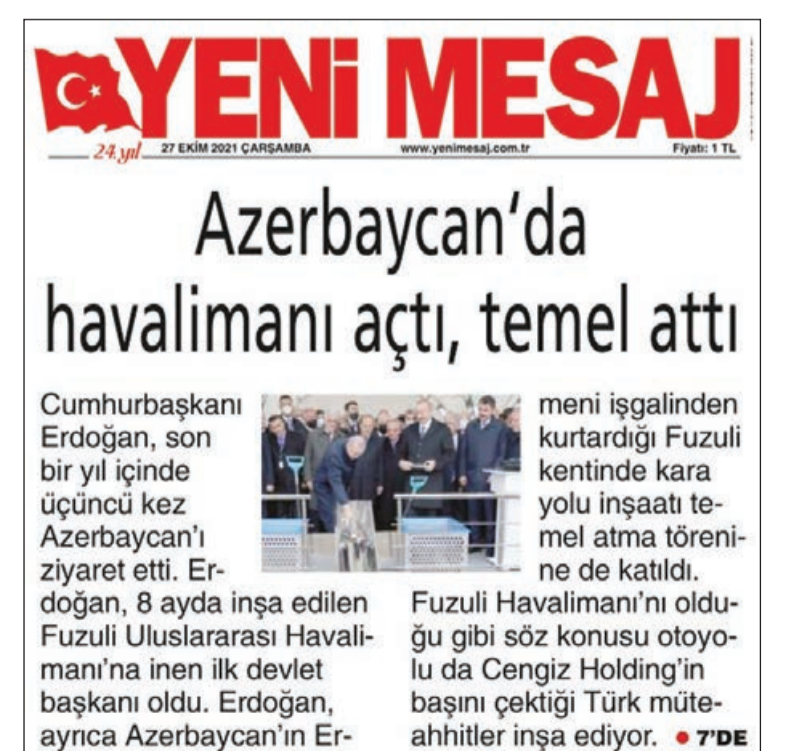 YENİ MESAJ
24. yıl
27 EKİM 2021 ÇARŞAMBA
www.yenimesaj.com.tr
Fiyatı: 1 TL
Azerbaycan‘da
havalimanı açtı, temel attı
Cumhurbaşkanı
Erdoğan, son
bir yıl içinde
üçüncü kez
Azerbaycan’ı
ziyaret etti. Er-
doğan, 8 ayda inşa edilen
Fuzuli Uluslararası Havali-
manı’na inen ilk devlet
başkanı oldu. Erdoğan,
ayrıca Azerbaycan’ın Er-
meni işgalinden
kurtardığı Fuzuli
kentinde kara
yolu inşaatı te-
mel atma töreni-
ne de katıldı.
Fuzuli Havalimanı’nı oldu-
ğu gibi söz konusu otoyo-
lu da Cengiz Holding’in
başını çektiği Türk müte-
ahhitler inşa ediyor. ● 7’DE